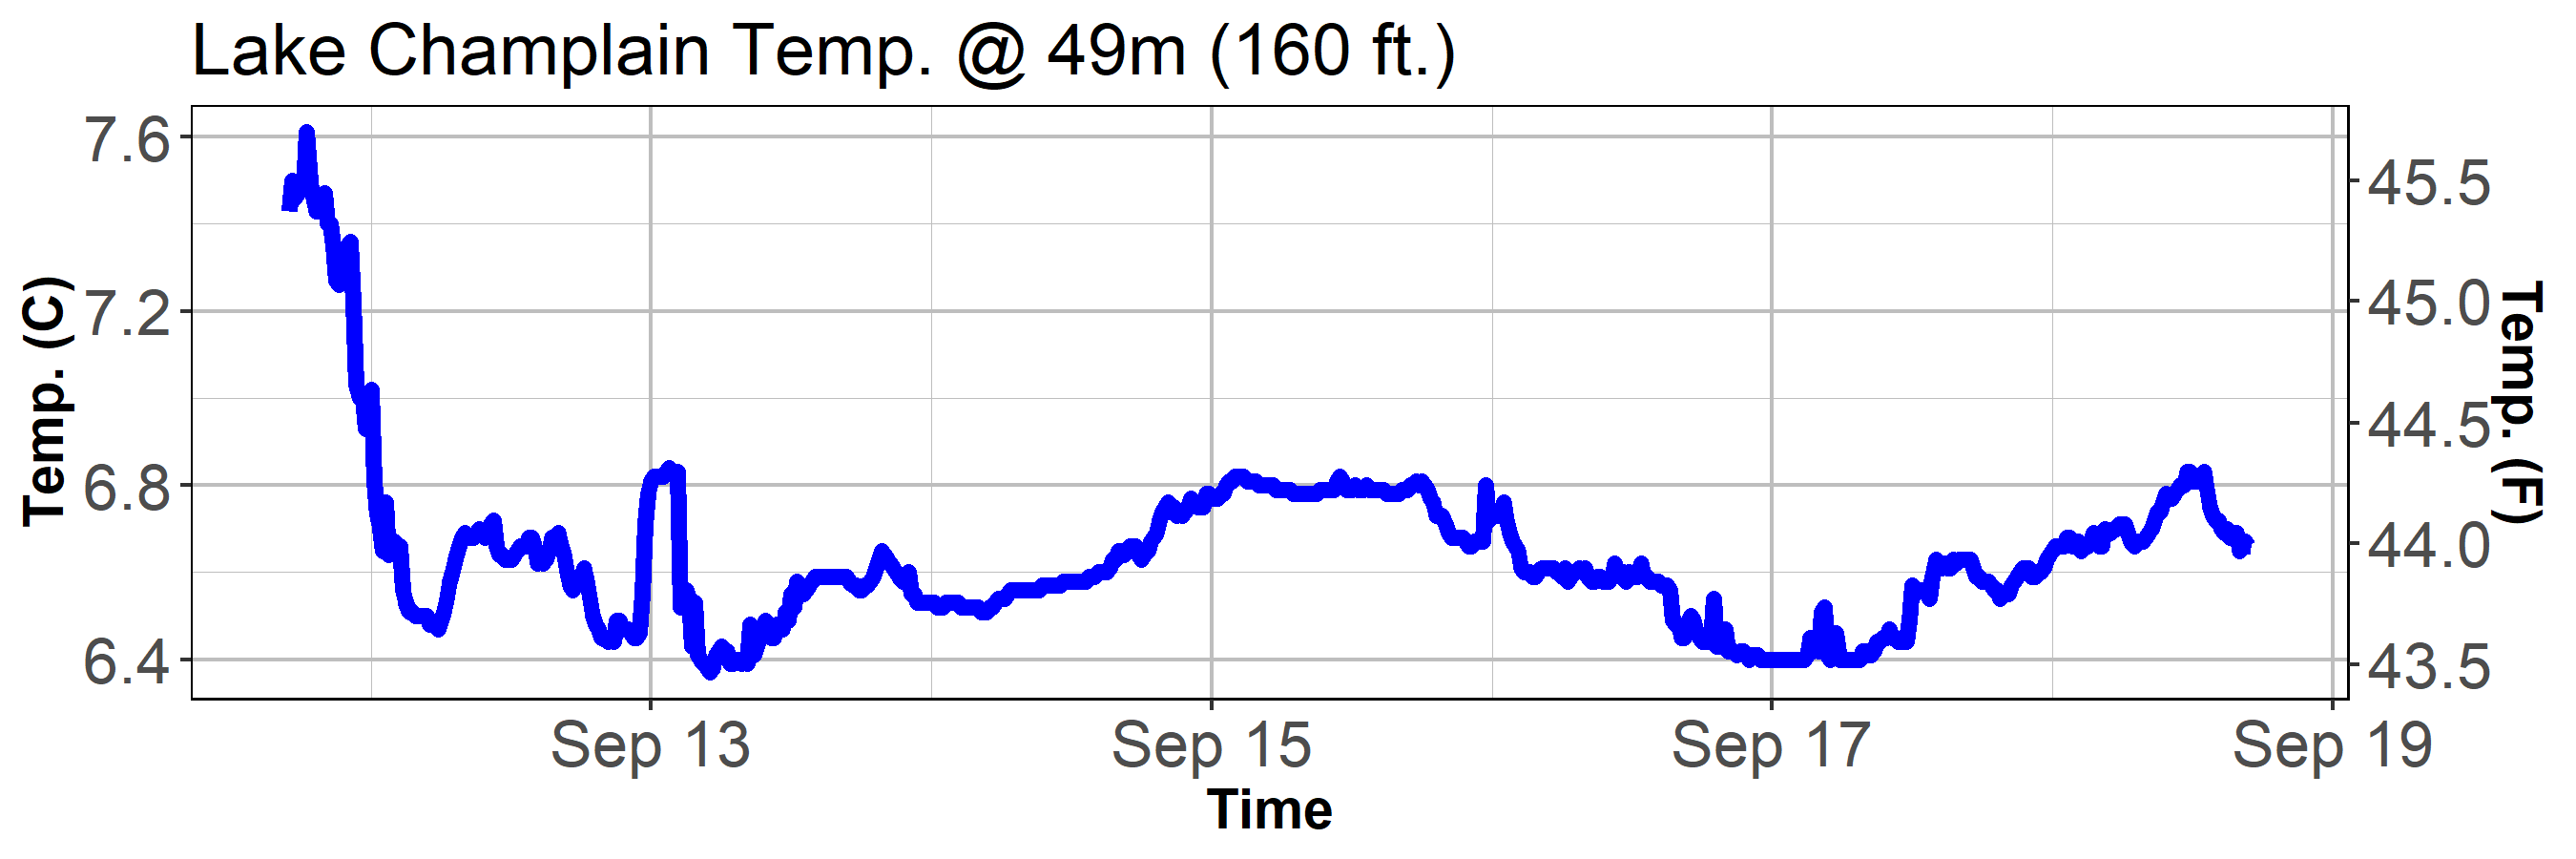 Lake Champlain Temp. @ 49m (160 ft.)
7.6
7.2
6.8
6.4
Temp. (C)
45.5
45.0
44.5
44.0
43.5
Temp. (F)
Sep 13
Sep 15
Sep 17
Sep 19
Time